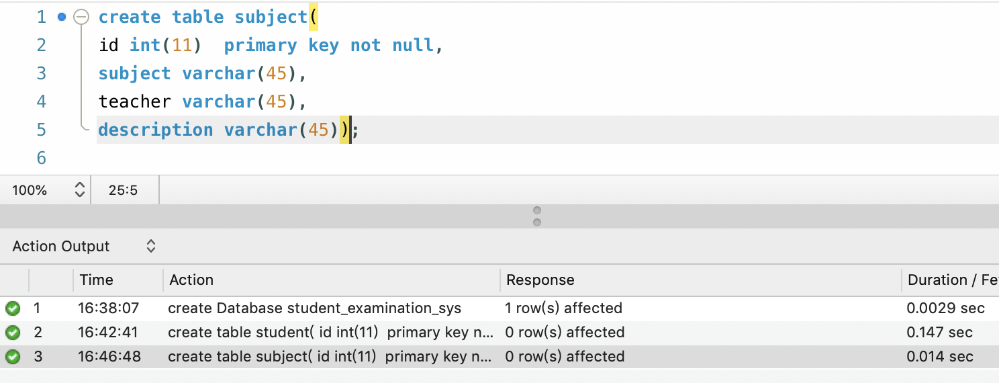 1 create table subject(
2 id int(11)  primary key not null,
3 subject varchar(45),
4 teacher varchar(45),
5 description varchar(45));
6
100% 25:5
Action Output
Time Action Response Duration / Fe
1 16:38:07 create Database student_examination_sys 1 row(s) affected 0.0029 sec
2 16:42:41 create table student( id int(11)  primary key n... 0 row(s) affected 0.147 sec
3 16:46:48 create table subject( id int(11)  primary key n... 0 row(s) affected 0.014 sec